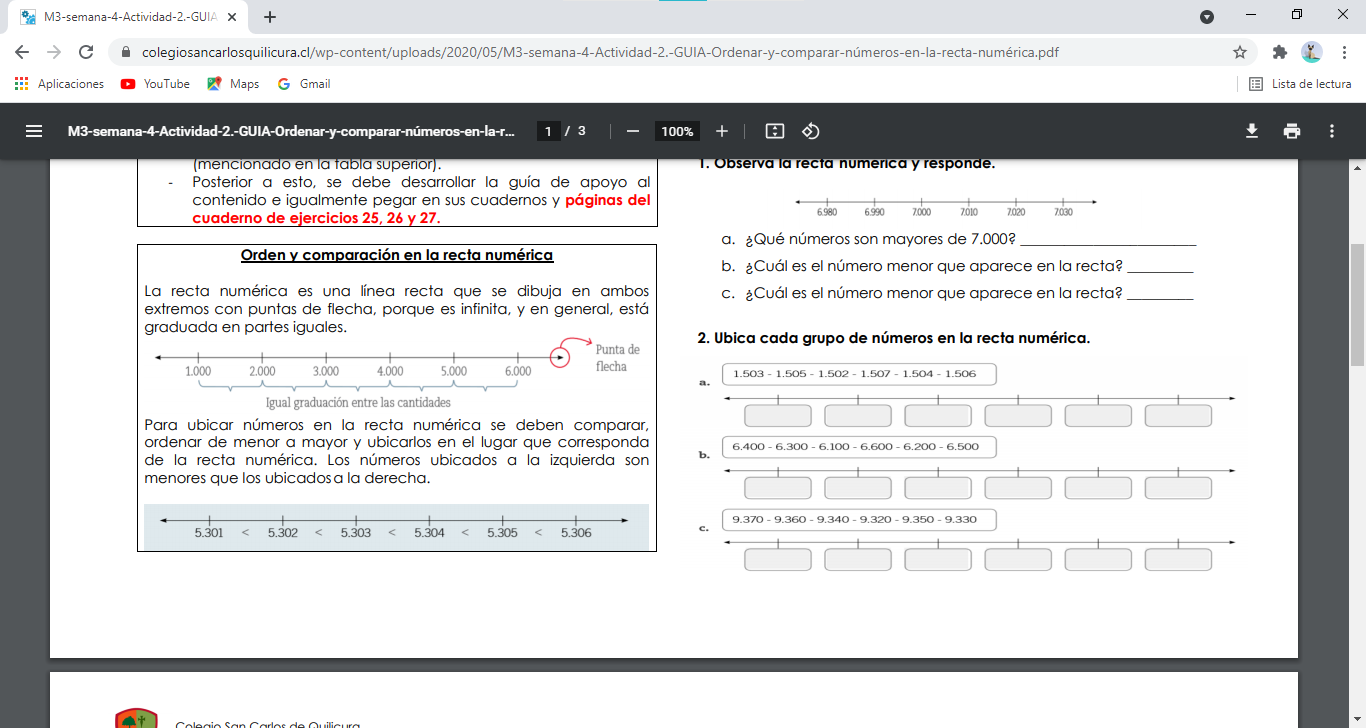 M3-semana-4-Actividad-2.-GUIA
colegiosancarlosquilicura.cl/wp-content/uploads/2020/05/M3-semana-4-Actividad-2.-GUIA-Ordenar-y-comparar-números-en-la-recta-numérica.pdf
Aplicaciones YouTube Maps Gmail Lista de lectura
M3-semana-4-Actividad-2.-GUIA-Ordenar-y-comparar-números-en-la-r... 1 / 3 100%
(mencionado en la tabla superior).
- Posterior a esto, se debe desarrollar la guía de apoyo al
contenido e igualmente pegar en sus cuadernos y páginas del
cuaderno de ejercicios 25, 26 y 27.
Orden y comparación en la recta numérica
La recta numérica es una línea recta que se dibuja en ambos
extremos con puntas de flecha, porque es infinita, y en general, está
graduada en partes iguales.
Punta de
flecha
1.000 2.000 3.000 4.000 5.000 6.000
Igual graduación entre las cantidades
Para ubicar números en la recta numérica se deben comparar,
ordenar de menor a mayor y ubicarlos en el lugar que corresponda
de la recta numérica. Los números ubicados a la izquierda son
menores que los ubicados a la derecha.
5.301 < 5.302 < 5.303 < 5.304 < 5.305 < 5.306
1. Observa la recta numérica y responde.
6.980 6.990 7.000 7.010 7.020 7.030
a. ¿Qué números son mayores de 7.000? ____________________
b. ¿Cuál es el número menor que aparece en la recta? ________
c. ¿Cuál es el número menor que aparece en la recta? ________
2. Ubica cada grupo de números en la recta numérica.
a. 1.503 - 1.505 - 1.502 - 1.507 - 1.504 - 1.506
b. 6.400 - 6.300 - 6.100 - 6.600 - 6.200 - 6.500
c. 9.370 - 9.360 - 9.340 - 9.320 - 9.350 - 9.330
Colegio San Carlos de Quilicura